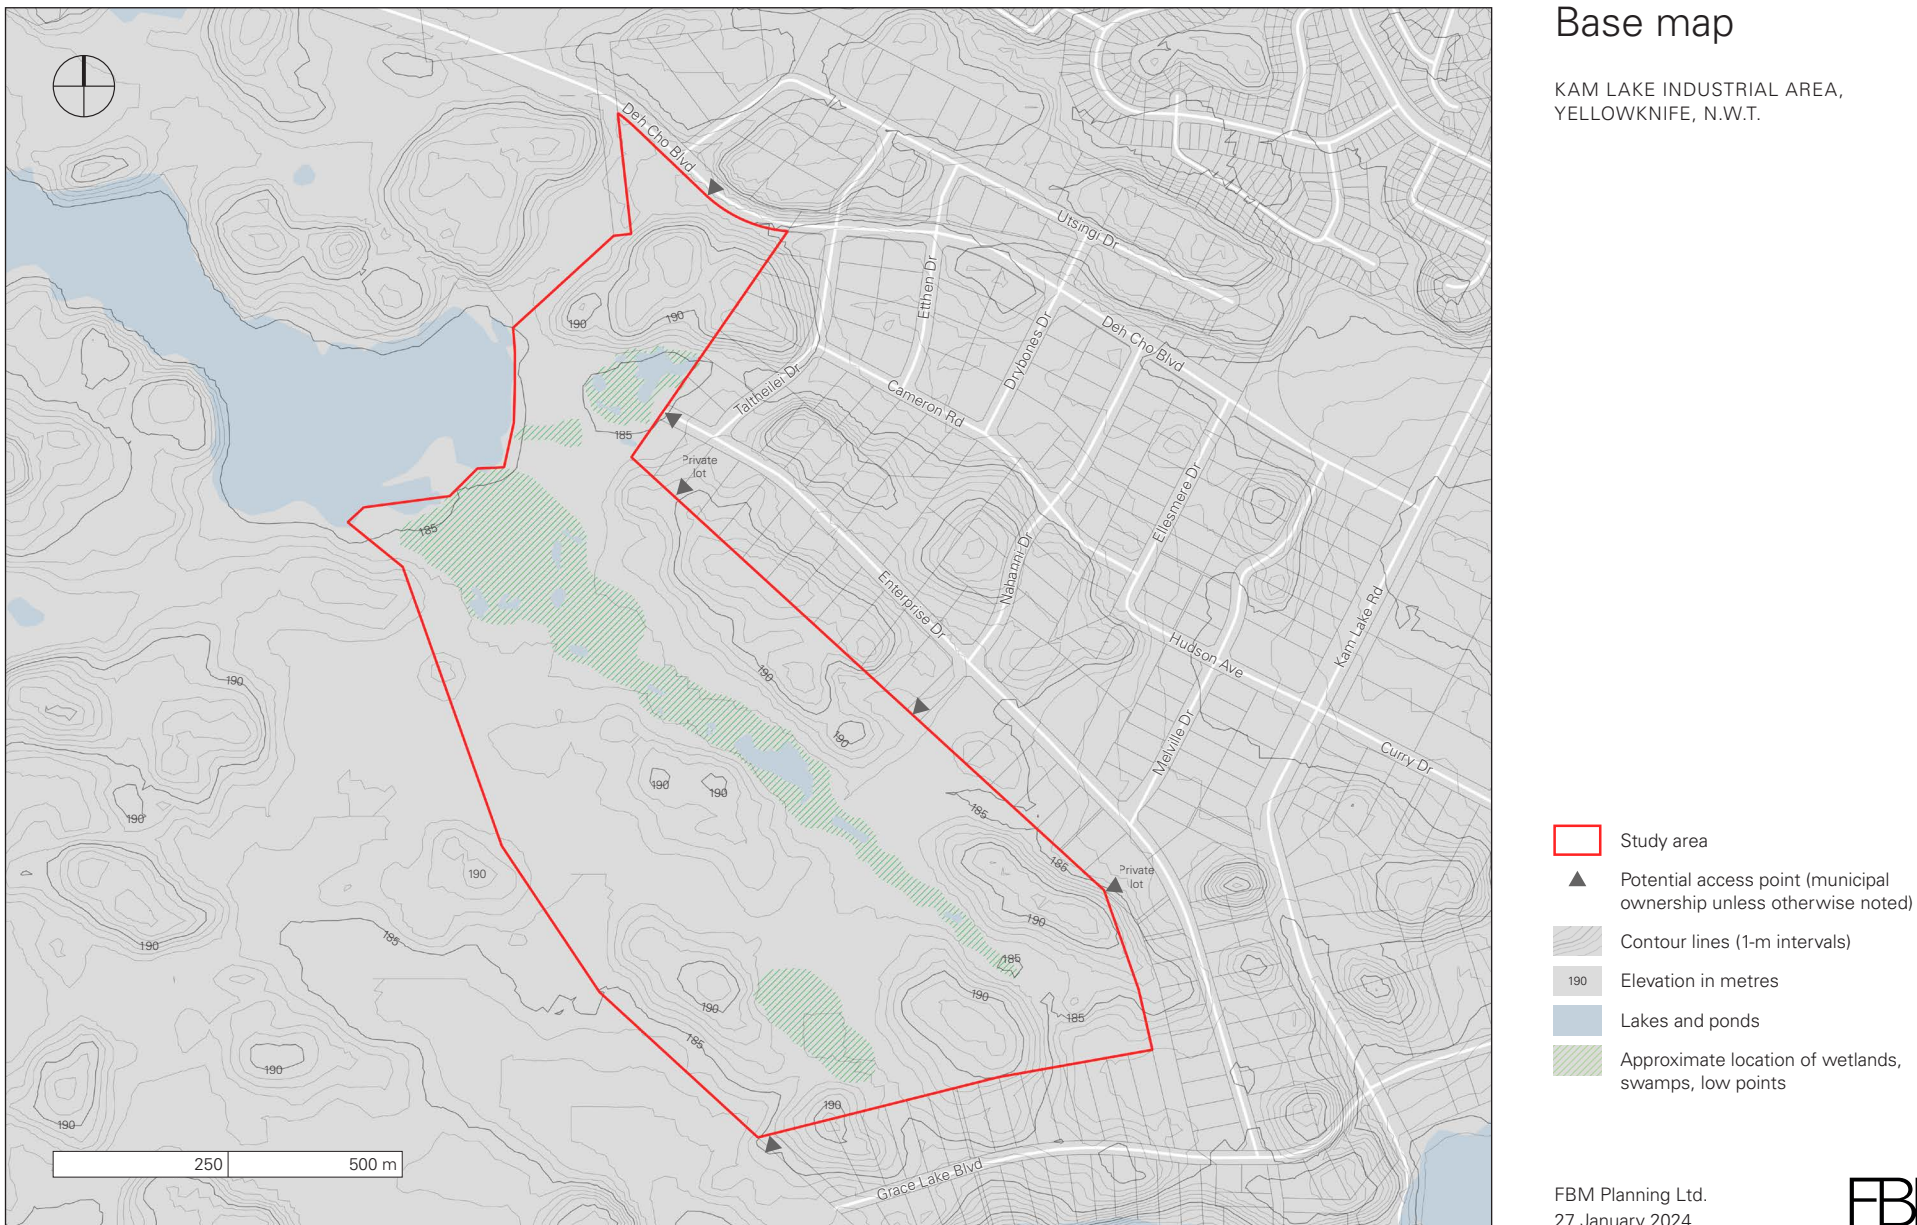 Base map
KAM LAKE INDUSTRIAL AREA,
YELLOWKNIFE, N.W.T.
Deh Cho Blvd
Utsingi Dr
Etthen Dr
Drybones Dr
Deh Cho Blvd
190
190
Taltheilei Dr
Cameron Rd
185
Private
lot
Ellesmere Dr
185
Nahanni Dr
Enterprise Dr
Kam Lake Rd
Hudson Ave
190
190
190
Melville Dr
Curry Dr
190
190
190
185
190
185
Private
lot
190
190
185
185
190
190
185
185
190
190
190
250
500 m
Grace Lake Blvd
Study area
Potential access point (municipal
ownership unless otherwise noted)
Contour lines (1-m intervals)
190
Elevation in metres
Lakes and ponds
Approximate location of wetlands,
swamps, low points
FBM Planning Ltd.
27 January 2024